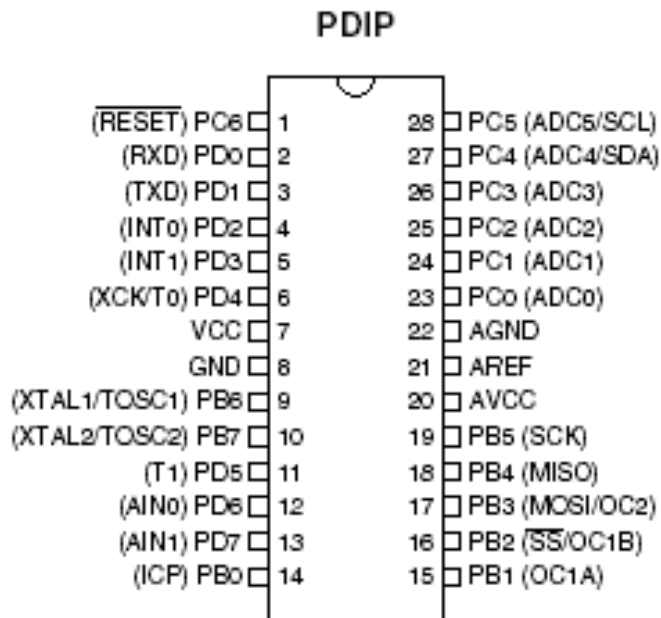 PDIP
(RESET) PC6 1 28 PC5 (ADC5/SCL)
(RXD) PD0 2 27 PC4 (ADC4/SDA)
(TXD) PD1 3 26 PC3 (ADC3)
(INT0) PD2 4 25 PC2 (ADC2)
(INT1) PD3 5 24 PC1 (ADC1)
(XCK/T0) PD4 6 23 PC0 (ADC0)
VCC 7 22 AGND
GND 8 21 AREF
(XTAL1/TOSC1) PB6 9 20 AVCC
(XTAL2/TOSC2) PB7 10 19 PB5 (SCK)
(T1) PD5 11 18 PB4 (MISO)
(AIN0) PD6 12 17 PB3 (MOSI/OC2)
(AIN1) PD7 13 16 PB2 (SS/OC1B)
(ICP) PB0 14 15 PB1 (OC1A)